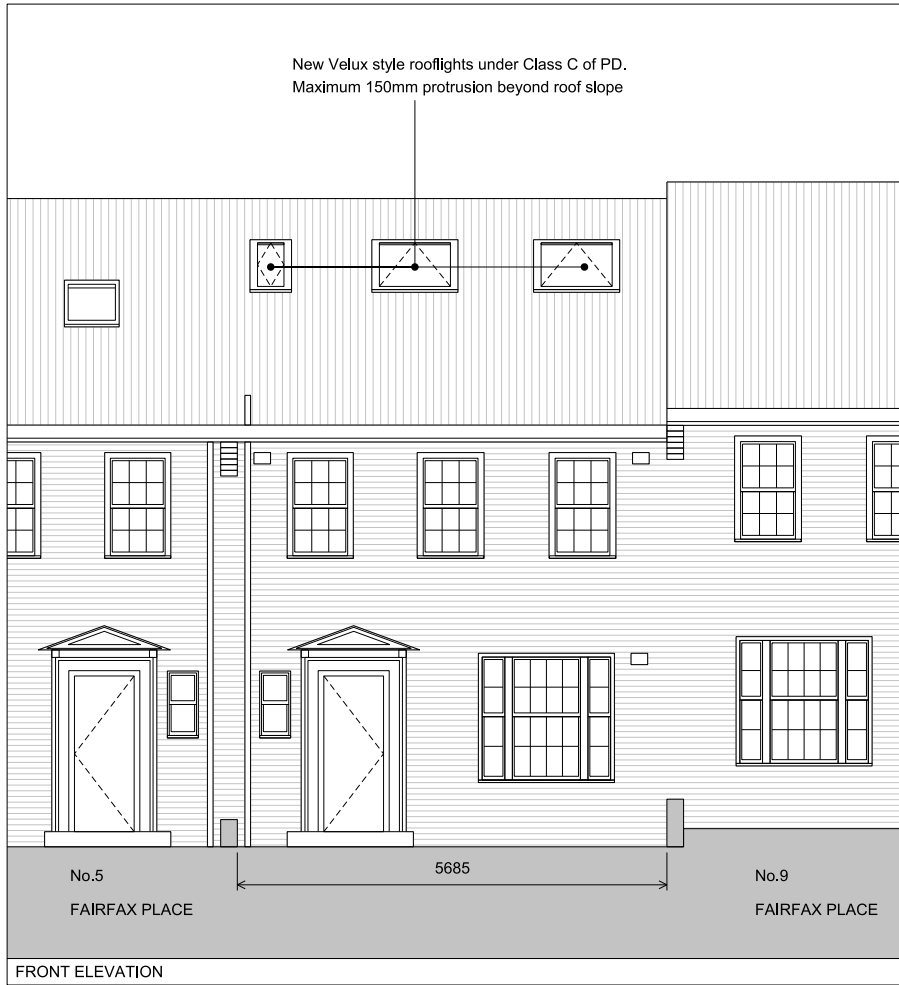 New Velux style rooflights under Class C of PD.
Maximum 150mm protrusion beyond roof slope
5685
No.5
FAIRFAX PLACE
No.9
FAIRFAX PLACE
FRONT ELEVATION